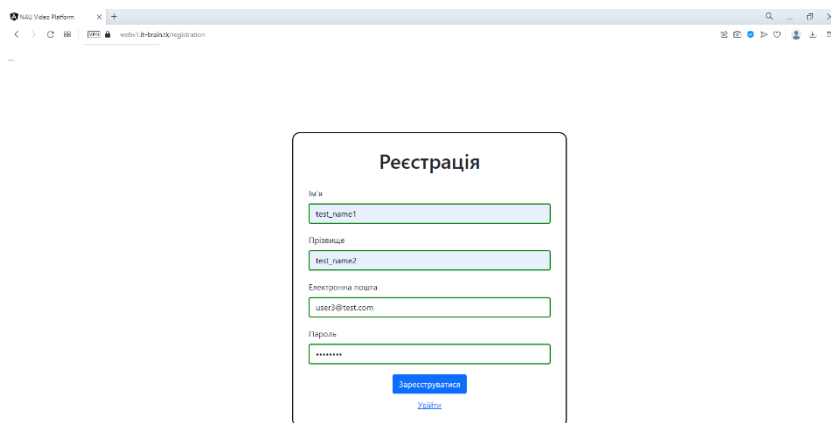 NAU Video Platform
VPN webv1.it-brain.tk/registration
Реєстрація
Ім'я
test_name1
Прізвище
test_name2
Електронна пошта
user3@test.com
Пароль
••••••••
Зареєструватися
Увійти